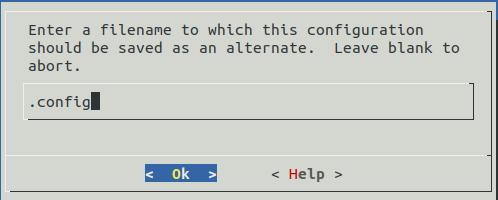 Enter a filename to which this configuration
should be saved as an alternate.  Leave blank to
abort.
.config
<  Ok  >      < Help >